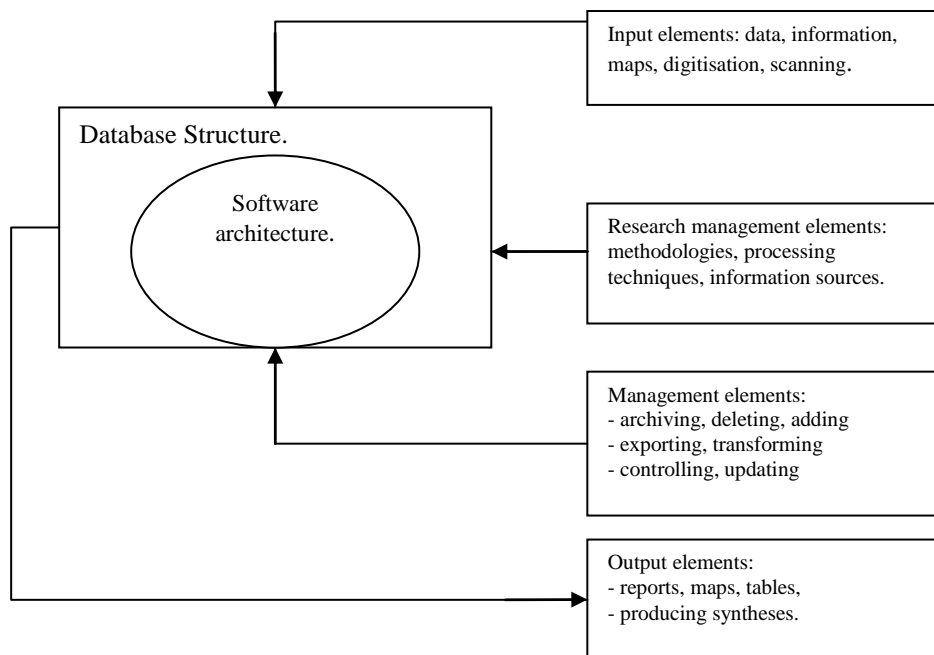 Input elements: data, information,
maps, digitisation, scanning.
Database Structure.
Software
architecture.
Research management elements:
methodologies, processing
techniques, information sources.
Management elements:
- archiving, deleting, adding
- exporting, transforming
- controlling, updating
Output elements:
- reports, maps, tables,
- producing syntheses.